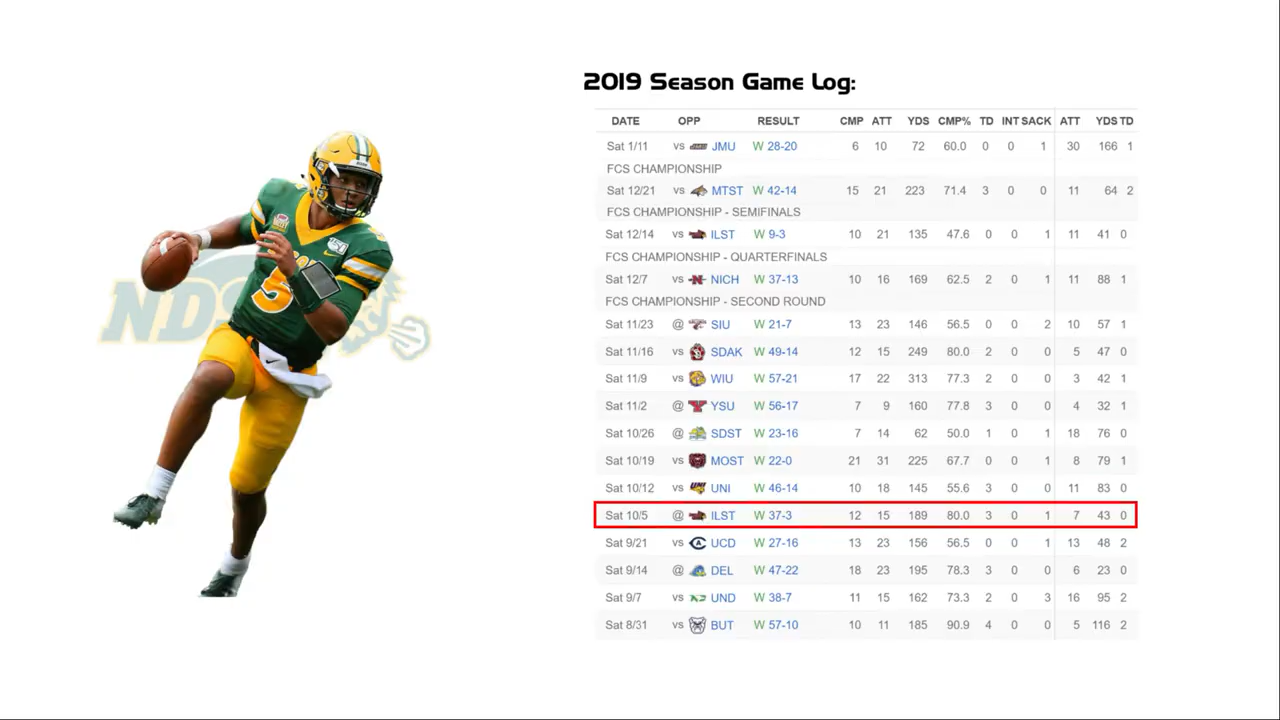 2019 Season Game Log:
DATE OPP RESULT CMP ATT YDS CMP% TD INT SACK ATT YDS TD
Sat 1/11 vs JMU JMU W 28-20 6 10 72 60.0 0 0 1 30 166 1
FCS CHAMPIONSHIP
Sat 12/21 vs MTST W 42-14 15 21 223 71.4 3 0 0 11 64 2
FCS CHAMPIONSHIP - SEMIFINALS
Sat 12/14 vs ILST W 9-3 10 21 135 47.6 0 0 1 11 41 0
FCS CHAMPIONSHIP - QUARTERFINALS
Sat 12/7 vs N NICH W 37-13 10 16 169 62.5 2 0 1 11 88 1
FCS CHAMPIONSHIP - SECOND ROUND
Sat 11/23 @ SIU W 21-7 13 23 146 56.5 0 0 2 10 57 1
Sat 11/16 vs SDAK W 49-14 12 15 249 80.0 2 0 0 5 47 0
Sat 11/9 vs WIU W 57-21 17 22 313 77.3 2 0 0 3 42 1
Sat 11/2 @ Y YSU W 56-17 7 9 160 77.8 3 0 0 4 32 1
Sat 10/26 @ SDST W 23-16 7 14 62 50.0 1 0 0 18 76 0
Sat 10/19 vs MOST W 22-0 21 31 225 67.7 0 0 1 8 79 1
Sat 10/12 vs UNI UNI W 46-14 10 18 145 55.6 3 0 0 11 83 0
Sat 10/5 @ ILST W 37-3 12 15 189 80.0 3 0 1 7 43 0
Sat 9/21 vs UCD W 27-16 13 23 156 56.5 0 0 1 13 48 2
Sat 9/14 @ DEL W 47-22 18 23 195 78.3 3 0 0 6 23 0
Sat 9/7 vs UND W 38-7 11 15 162 73.3 2 0 3 16 95 2
Sat 8/31 vs BUT W 57-10 10 11 185 90.9 4 0 0 5 116 2
150
5